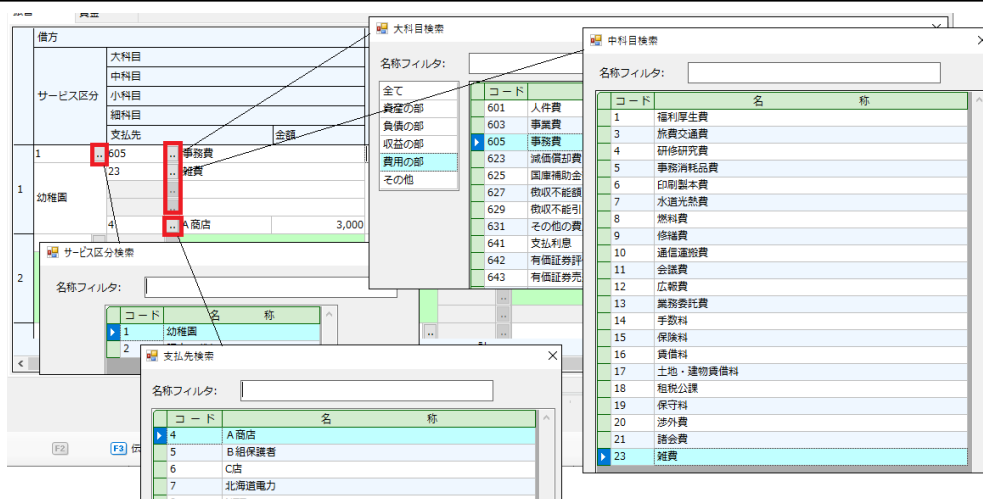 借方
大科目
中科目
サービス区分
小科目
細科目
支払先
金額
1
1
..
605
..
事務費
23
..
雑費
幼稚園
..
..
4
..
A商店
3,000
2
..
..
..
..
F2
F3
大科目検索
名称フィルタ:
全て
資産の部
負債の部
収益の部
費用の部
その他
コード
601 人件費
603 事業費
605 事務費
623 減価償却費
625 国庫補助金
627 徴収不能額
629 徴収不能引
631 その他の費
641 支払利息
642 有価証券評
643 有価証券売
中科目検索
名称フィルタ:
コード 名 称
1 福利厚生費
3 旅費交通費
4 研修研究費
5 事務消耗品費
6 印刷製本費
7 水道光熱費
8 燃料費
9 修繕費
10 通信運搬費
11 会議費
12 広報費
13 業務委託費
14 手数料
15 保険料
16 賃借料
17 土地・建物賃借料
18 租税公課
19 保守料
20 渉外費
21 諸会費
23 雑費
サービス区分検索
名称フィルタ:
コード 名 称
1 幼稚園
2
支払先検索
名称フィルタ:
コード 名 称
4 A商店
5 B組保護者
6 C店
7 北海道電力